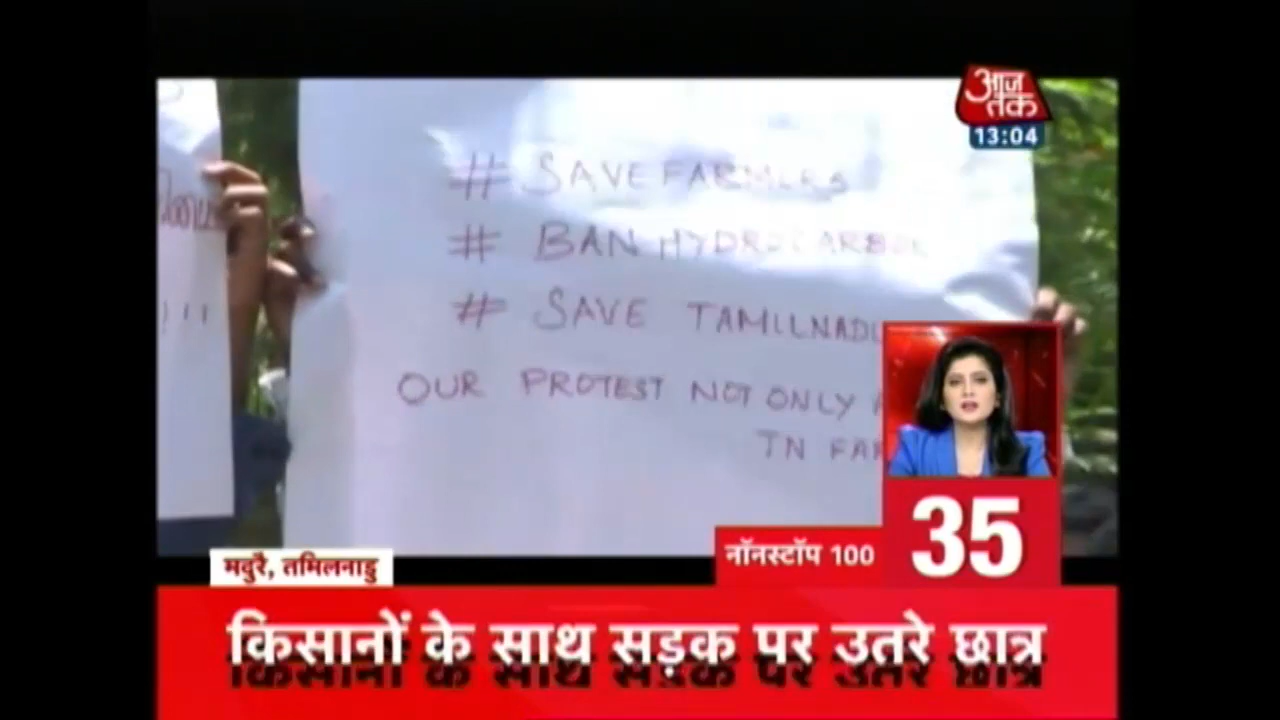 आज
तक
13:04
# SAVE FARMERS
# BAN HYDROCARBON
# SAVE TAMILNADU
OUR PROTEST NOT ONLY
TN
!!!
नॉनस्टॉप 100
35
मदुरै, तमिलनाडु
किसानों के साथ सड़क पर उतरे छात्र